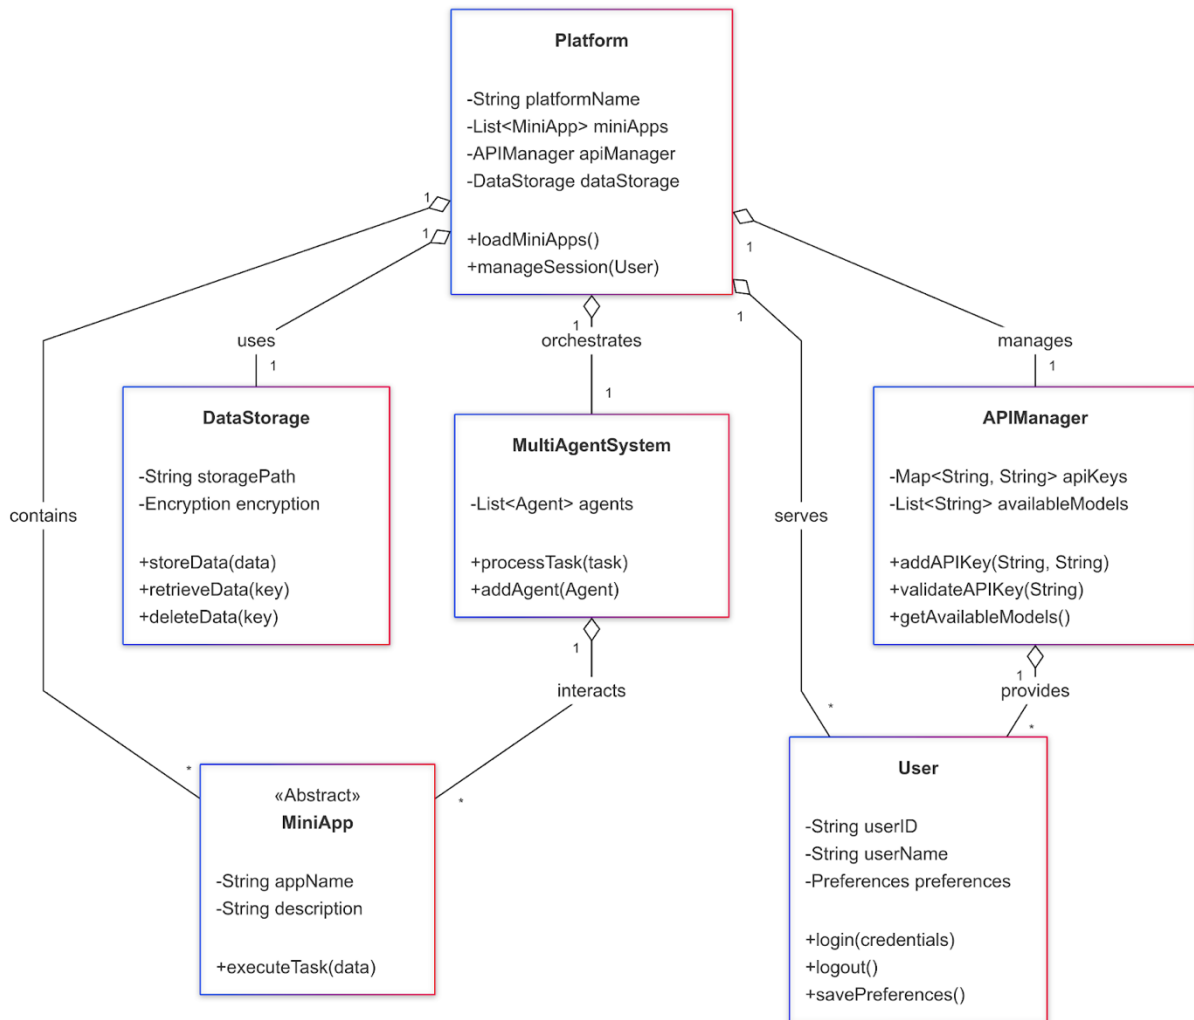 Platform
-String platformName
-List<MiniApp> miniApps
-APIManager apiManager
-DataStorage dataStorage
+loadMiniApps()
+manageSession(User)
1
1
1
1
1
uses
orchestrates
manages
1
1
1
DataStorage
-String storagePath
-Encryption encryption
+storeData(data)
+retrieveData(key)
+deleteData(key)
MultiAgentSystem
-List<Agent> agents
+processTask(task)
+addAgent(Agent)
APIManager
-Map<String, String> apiKeys
-List<String> availableModels
+addAPIKey(String, String)
+validateAPIKey(String)
+getAvailableModels()
contains
serves
1
1
interacts
provides
*
*
*
*
«Abstract»
MiniApp
-String appName
-String description
+executeTask(data)
User
-String userID
-String userName
-Preferences preferences
+login(credentials)
+logout()
+savePreferences()